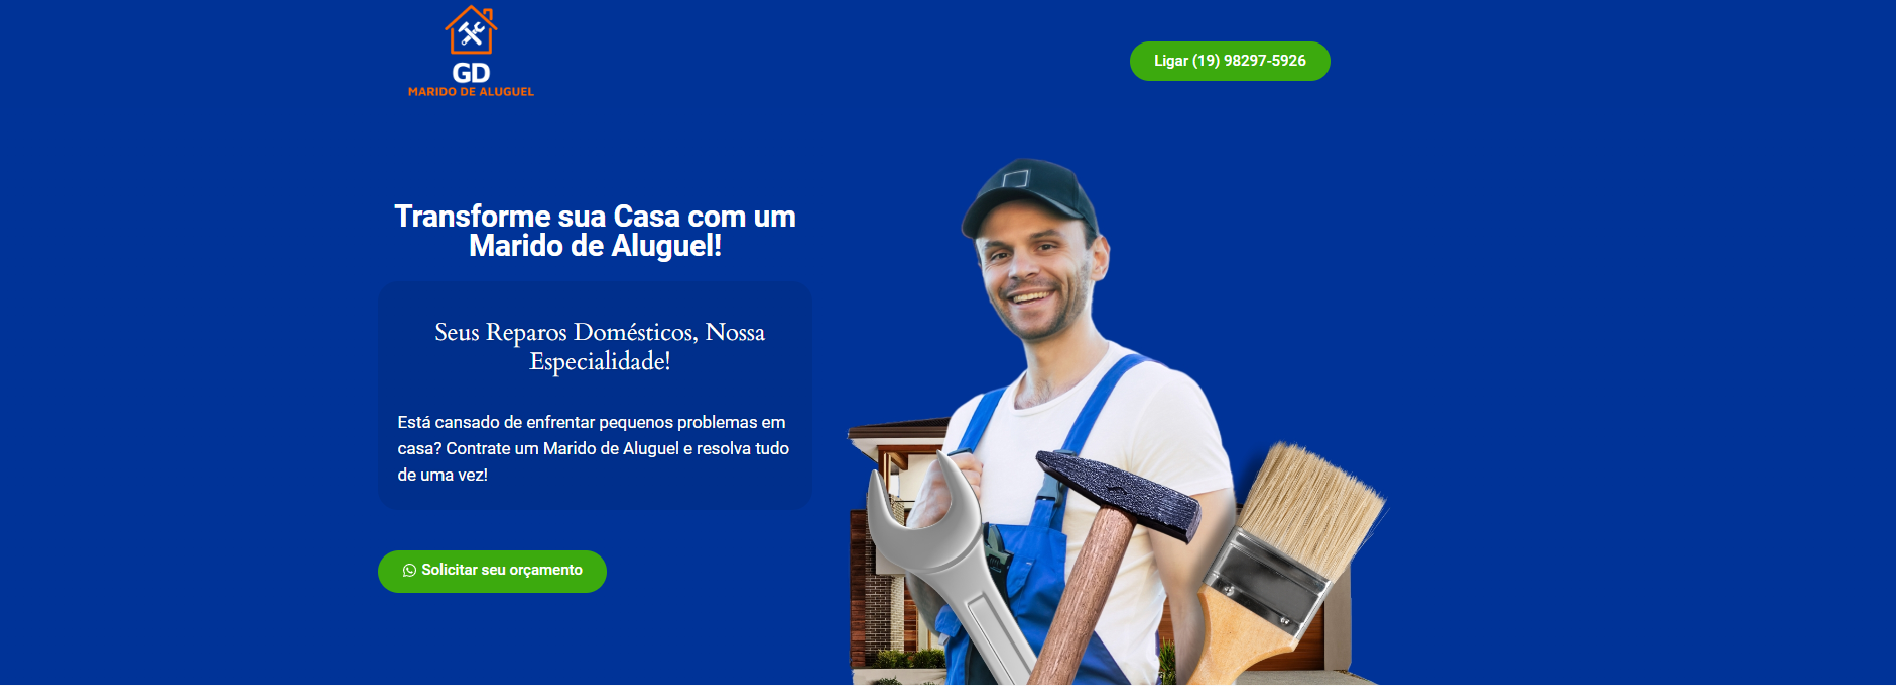 GD
MARIDO DE ALUGUEL
Ligar (19) 98297-5926
Transforme sua Casa com um
Marido de Aluguel!
Seus Reparos Domésticos, Nossa
Especialidade!
Está cansado de enfrentar pequenos problemas em
casa? Contrate um Marido de Aluguel e resolva tudo
de uma vez!
Solicitar seu orçamento